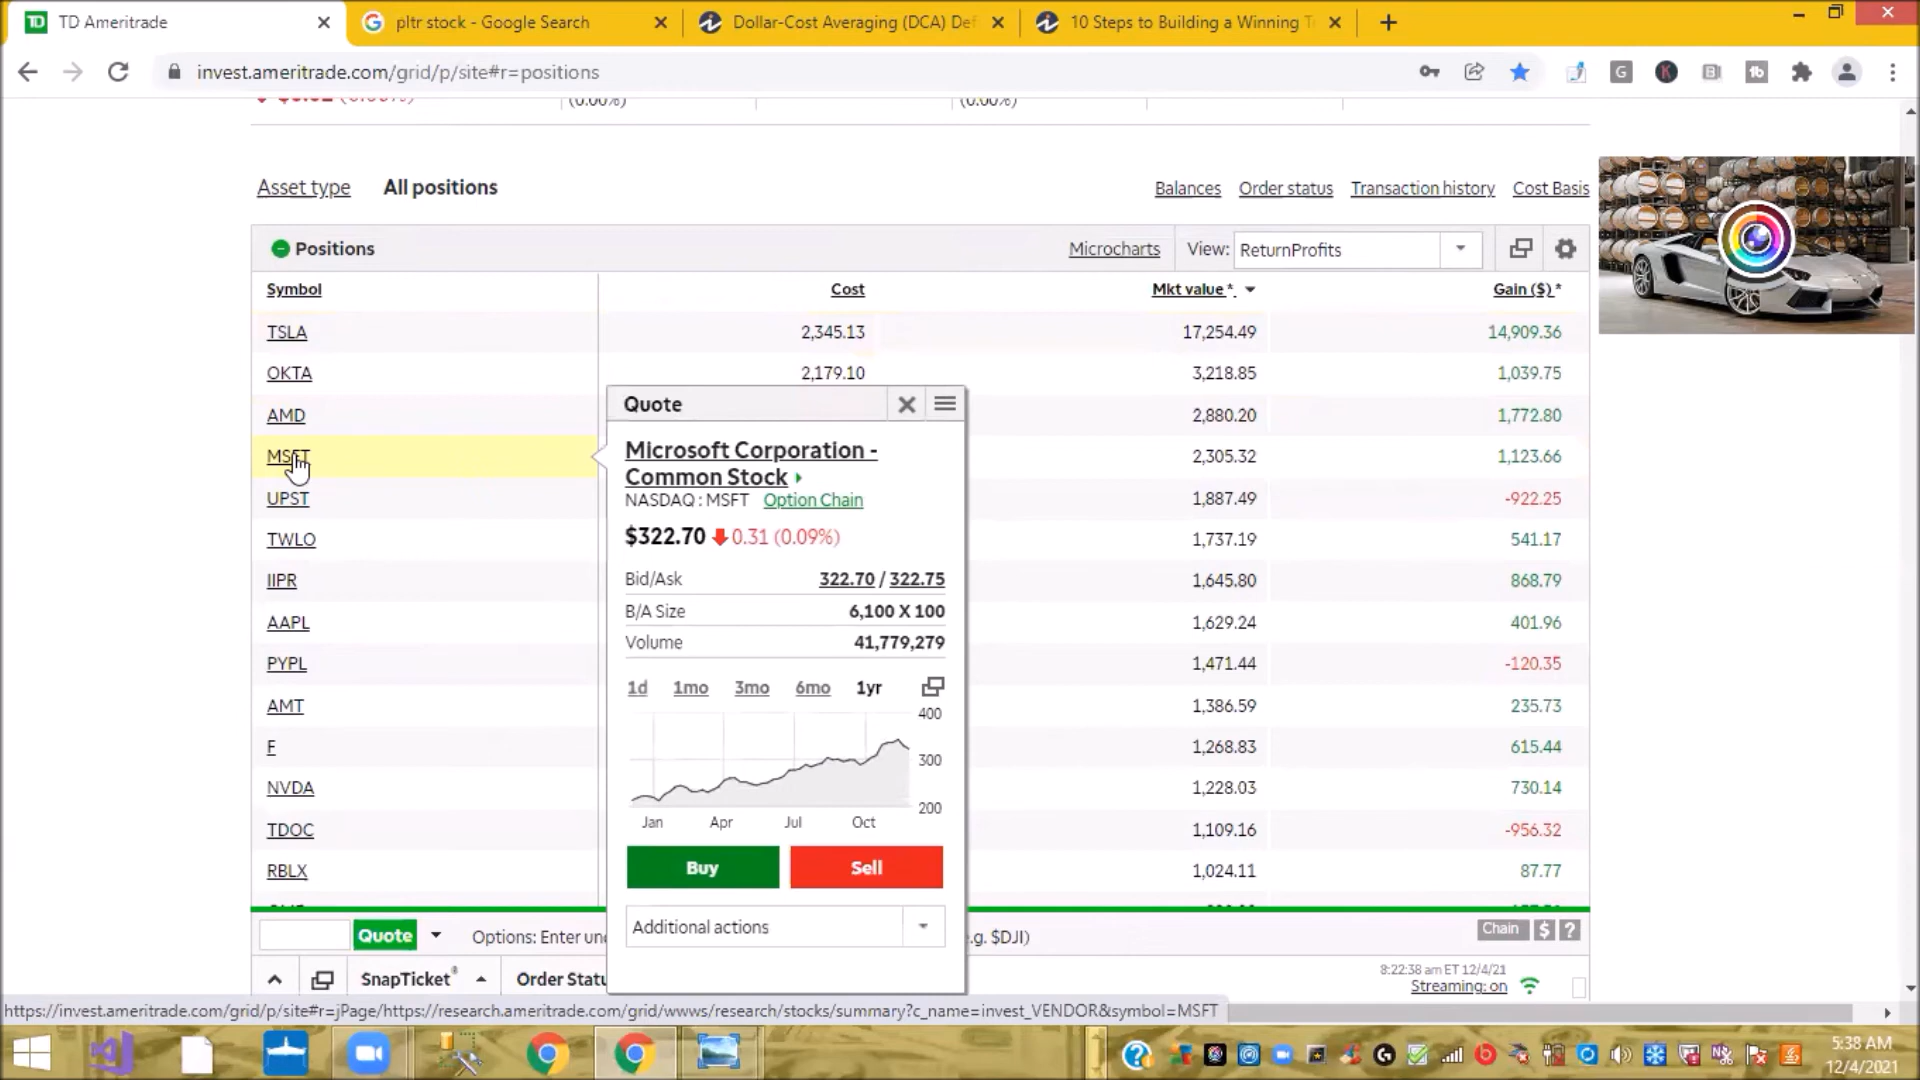 TD Ameritrade
pltr stock - Google Search
Dollar-Cost Averaging (DCA) Def
10 Steps to Building a Winning T
invest.ameritrade.com/grid/p/site#r=positions
(0.00%)
(0.00%)
Asset type
All positions
Balances
Order status
Transaction history
Cost Basis
Positions
Microcharts
View:
ReturnProfits
Symbol
Cost
Mkt value *
Gain ($) *
TSLA 2,345.13 17,254.49 14,909.36
OKTA 2,179.10 3,218.85 1,039.75
AMD 2,880.20 1,772.80
MSFT 2,305.32 1,123.66
UPST 1,887.49 -922.25
TWLO 1,737.19 541.17
IIPR 1,645.80 868.79
AAPL 1,629.24 401.96
PYPL 1,471.44 -120.35
AMT 1,386.59 235.73
F 1,268.83 615.44
NVDA 1,228.03 730.14
TDOC 1,109.16 -956.32
RBLX 1,024.11 87.77
Quote
Microsoft Corporation -
Common Stock
NASDAQ : MSFT Option Chain
$322.70 0.31 (0.09%)
Bid/Ask 322.70 / 322.75
B/A Size 6,100 X 100
Volume 41,779,279
1d 1mo 3mo 6mo 1yr
400
300
200
Jan Apr Jul Oct
Buy
Sell
Additional actions
Quote
Options: Enter un
.g. $DJI)
Chain $ ?
SnapTicket®
Order Statu
8:22:38 am ET 12/4/21
Streaming: on
https://invest.ameritrade.com/grid/p/site#r=jPage/https://research.ameritrade.com/grid/wwws/research/stocks/summary?c_name=invest_VENDOR&symbol=MSFT
5:38 AM
12/4/2021